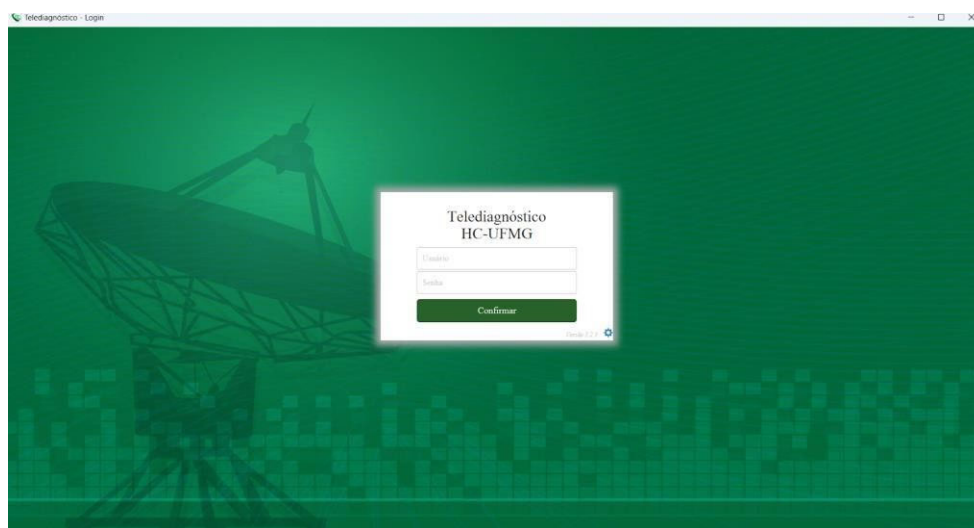 Telediagnóstico - Login
Telediagnóstico
HC-UFMG
Usuário
Senha
Confirmar